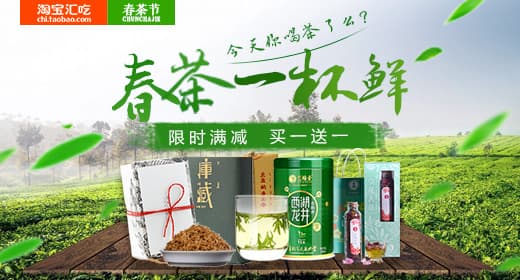 淘宝汇吃
chi.taobao.com
春茶节
CHUNCHAJIE
今天你喝茶了么?
春茶一杯鲜
限时满减 买一送一
庫藏
西湖
龙井